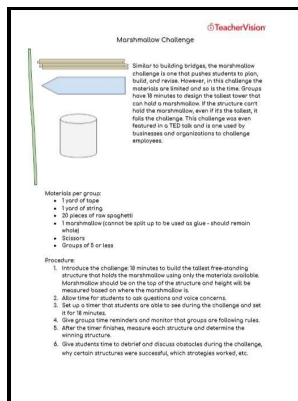 TeacherVision
Marshmallow Challenge
Similar to building bridges, the marshmallow
challenge is one that pushes students to plan,
build, and revise. However, in this challenge the
materials are limited and so is the time. Groups
have 18 minutes to design the tallest tower that
can hold a marshmallow. If the structure can't
hold the marshmallow, even if it's the tallest, it
fails the challenge. This challenge was even
featured in a TED talk and is one used by
businesses and organizations to challenge
employees.
Materials per group:
• 1 yard of tape
• 1 yard of string
• 20 pieces of raw spaghetti
• 1 marshmallow (cannot be split up to be used as glue - should remain
whole)
• Scissors
• Groups of 5 or less
Procedure:
1. Introduce the challenge: 18 minutes to build the tallest free-standing
structure that holds the marshmallow using only the materials available.
Marshmallow should be on the top of the structure and height will be
measured based on where the marshmallow is.
2. Allow time for students to ask questions and voice concerns.
3. Set up a timer that students are able to see during the challenge and set
it for 18 minutes.
4. Give groups time reminders and monitor that groups are following rules.
5. After the timer finishes, measure each structure and determine the
winning structure.
6. Give students time to debrief and discuss obstacles during the challenge,
why certain structures were successful, which strategies worked, etc.